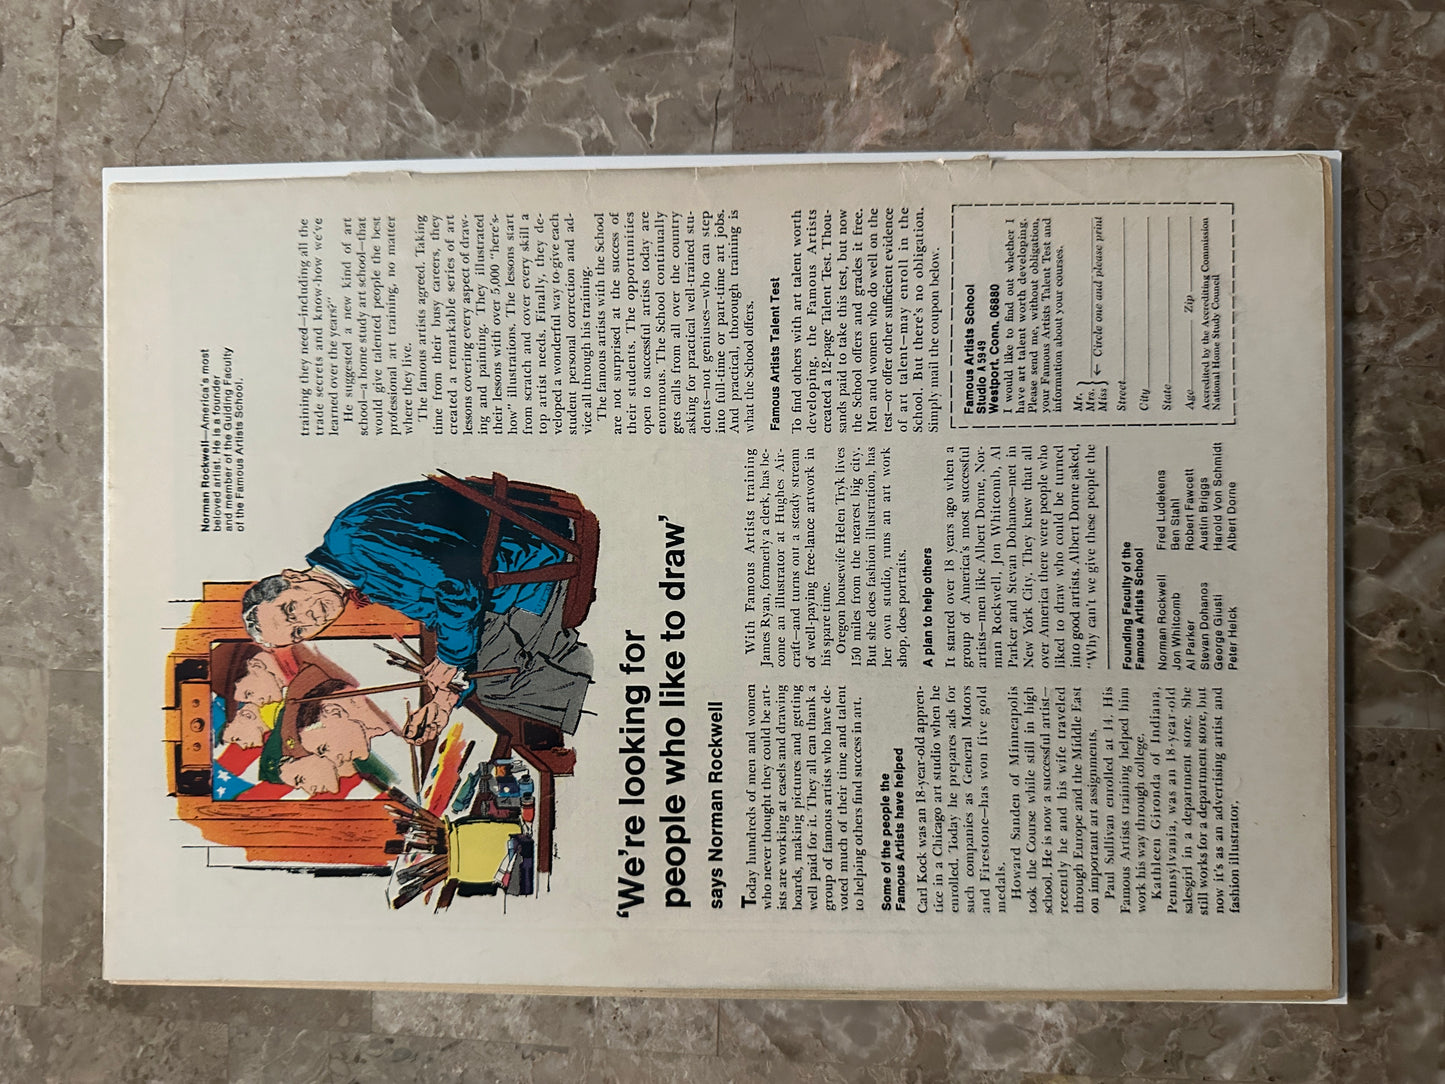 Norman Rockwell—America's most
beloved artist. He is a founder
and member of the Guiding Faculty
of the Famous Artists School.
'We're looking for
people who like to draw'
says Norman Rockwell
Today hundreds of men and women
who never thought they could be art-
ists are working at easels and drawing
boards, making pictures and getting
well paid for it. They all can thank a
group of famous artists who have de-
voted much of their time and talent
to helping others find success in art.
Some of the people the
Famous Artists have helped
Carl Kock was an 18-year-old appren-
tice in a Chicago art studio when he
enrolled. Today he prepares ads for
such companies as General Motors
and Firestone—has won five gold
medals.
Howard Sanden of Minneapolis
took the Course while still in high
school. He is now a successful artist—
recently he and his wife traveled
through Europe and the Middle East
on important art assignments.
Paul Sullivan enrolled at 14. His
Famous Artists training helped him
work his way through college.
Kathleen Gironda of Indiana,
Pennsylvania, was an 18-year-old
salesgirl in a department store. She
still works for a department store, but
now it's as an advertising artist and
fashion illustrator.
With Famous Artists training
James Ryan, formerly a clerk, has be-
come an illustrator at Hughes Air-
craft—and turns out a steady stream
of well-paying free-lance artwork in
his spare time.
Oregon housewife Helen Tryk lives
150 miles from the nearest big city.
But she does fashion illustration, has
her own studio, runs an art work
shop, does portraits.
A plan to help others
It started over 18 years ago when a
group of America's most successful
artists—men like Albert Dorne, Nor-
man Rockwell, Jon Whitcomb, Al
Parker and Stevan Dohanos—met in
New York City. They knew that all
over America there were people who
liked to draw who could be turned
into good artists. Albert Dorne asked,
"Why can't we give these people the
training they need—including all the
trade secrets and know-how we've
learned over the years?"
He suggested a new kind of art
school—a home study art school—that
would give talented people the best
professional art training, no matter
where they live.
The famous artists agreed. Taking
time from their busy careers, they
created a remarkable series of art
lessons covering every aspect of draw-
ing and painting. They illustrated
their lessons with over 5,000 "here's-
how" illustrations. The lessons start
from scratch and cover every skill a
top artist needs. Finally, they de-
veloped a wonderful way to give each
student personal correction and ad-
vice all through his training.
The famous artists with the School
are not surprised at the success of
their students. The opportunities
open to successful artists today are
enormous. The School continually
gets calls from all over the country
asking for practical well-trained stu-
dents—not geniuses—who can step
into full-time or part-time art jobs.
And practical, thorough training is
what the School offers.
Famous Artists Talent Test
To find others with art talent worth
developing, the Famous Artists
created a 12-page Talent Test. Thou-
sands paid to take this test, but now
the School offers and grades it free.
Men and women who do well on the
test—or offer other sufficient evidence
of art talent—may enroll in the
School. But there's no obligation.
Simply mail the coupon below.
Founding Faculty of the
Famous Artists School
Norman Rockwell
Jon Whitcomb
Al Parker
Stevan Dohanos
George Giusti
Peter Helck
Fred Ludekens
Ben Stahl
Robert Fawcett
Austin Briggs
Harold Von Schmidt
Albert Dorne
Famous Artists School
Studio A5949
Westport, Conn. 06880
I would like to find out whether I
have art talent worth developing.
Please send me, without obligation,
your Famous Artists Talent Test and
information about your courses.
Mr.
Mrs. ← Circle one and please print
Miss
Street
City
State Zip
Age
Accredited by the Accrediting Commission
National Home Study Council